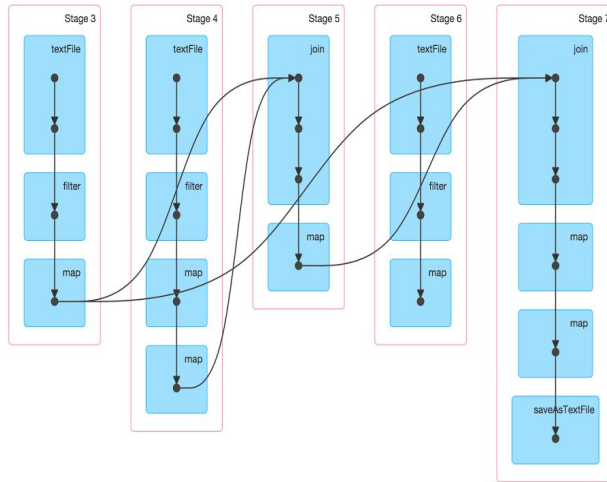 Stage 3
textFile
filter
map
Stage 4
textFile
filter
map
map
Stage 5
join
map
Stage 6
textFile
filter
map
Stage 7
join
map
map
saveAsTextFile